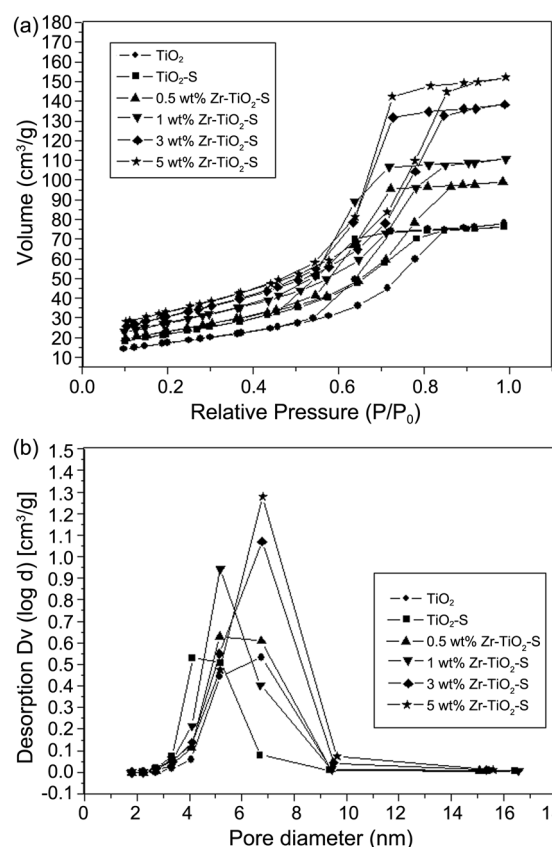 (a)
180
170
160
150
140
130
120
110
100
90
80
70
60
50
40
30
20
10
Volume (cm³/g)
TiO₂
TiO₂-S
0.5 wt% Zr-TiO₂-S
1 wt% Zr-TiO₂-S
3 wt% Zr-TiO₂-S
5 wt% Zr-TiO₂-S
0.0 0.2 0.4 0.6 0.8 1.0
Relative Pressure (P/P₀)
(b)
1.5
1.4
1.3
1.2
1.1
1.0
0.9
0.8
0.7
0.6
0.5
0.4
0.3
0.2
0.1
0.0
-0.1
Desorption Dv (log d) [cm³/g]
TiO₂
TiO₂-S
0.5 wt% Zr-TiO₂-S
1 wt% Zr-TiO₂-S
3 wt% Zr-TiO₂-S
5 wt% Zr-TiO₂-S
0 2 4 6 8 10 12 14 16 18
Pore diameter (nm)